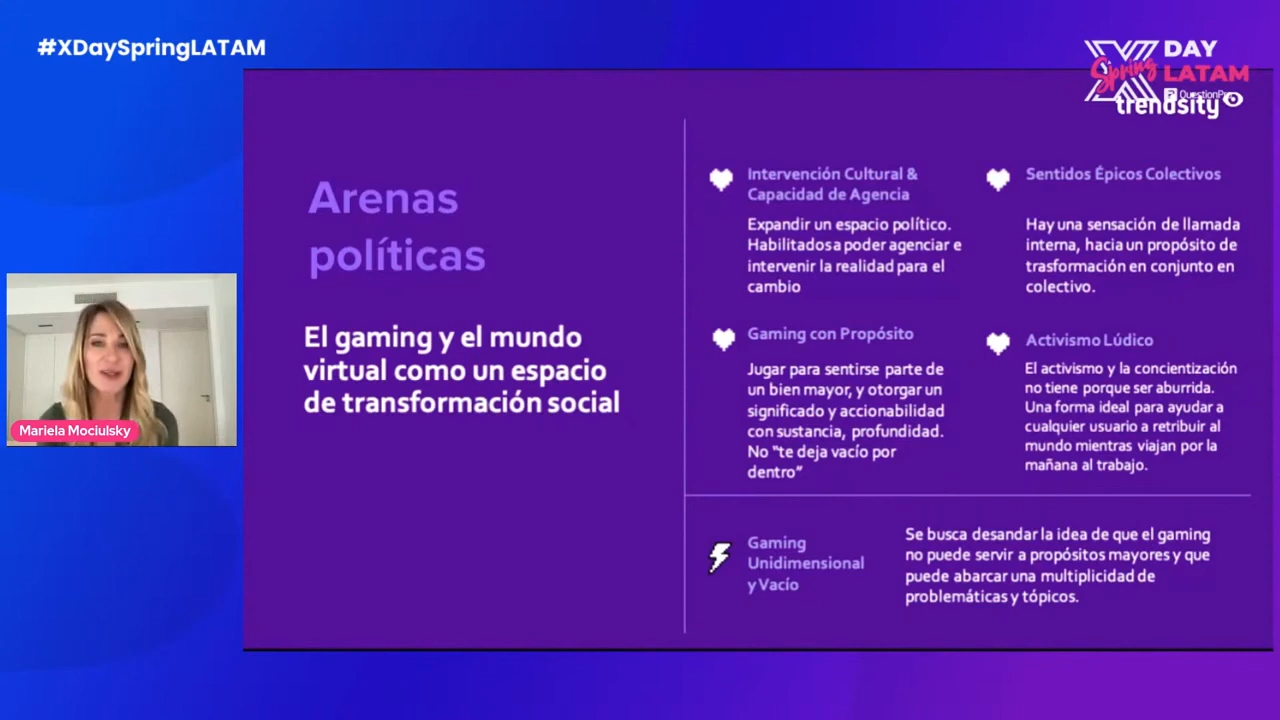 #XDaySpringLATAM
X DAY
Spring LATAM
QuestionPro
trendsity
Arenas
políticas
El gaming y el mundo
virtual como un espacio
de transformación social
Intervención Cultural &
Capacidad de Agencia
Expandir un espacio político.
Habilitados a poder agenciar e
intervenir la realidad para el
cambio
Sentidos Épicos Colectivos
Hay una sensación de llamada
interna, hacia un propósito de
trasformación en conjunto en
colectivo.
Gaming con Propósito
Jugar para sentirse parte de
un bien mayor, y otorgar un
significado y accionabilidad
con sustancia, profundidad.
No "te deja vacío por
dentro"
Activismo Lúdico
El activismo y la concientización
no tiene porque ser aburrida.
Una forma ideal para ayudar a
cualquier usuario a retribuir al
mundo mientras viajan por la
mañana al trabajo.
Gaming
Unidimensional
y Vacío
Se busca desandar la idea de que el gaming
no puede servir a propósitos mayores y que
puede abarcar una multiplicidad de
problemáticas y tópicos.
Mariela Mociulsky